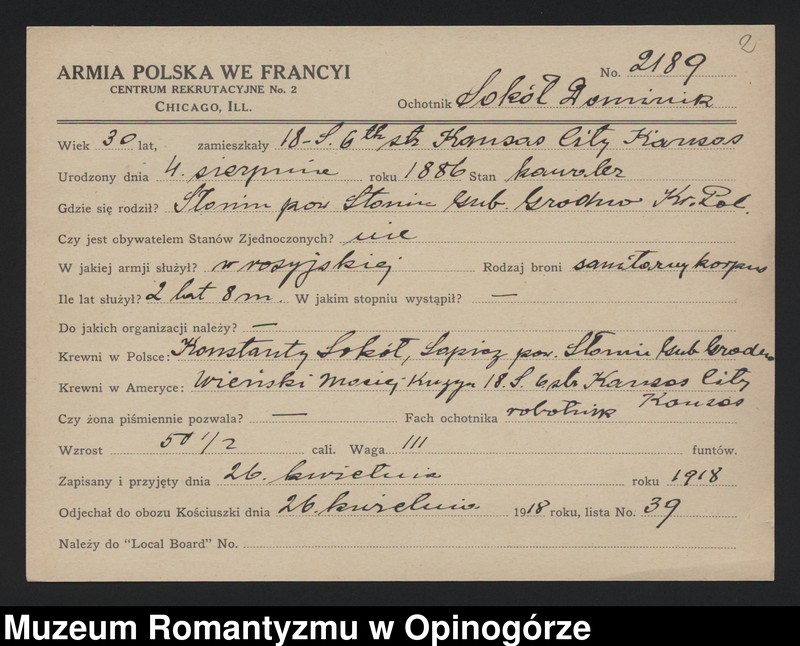 2
ARMIA POLSKA WE FRANCYI
CENTRUM REKRUTACYJNE No. 2
CHICAGO, ILL.
No. 2189
Ochotnik Sokół Dominik
Wiek 30 lat, zamieszkały 18-S. 6th str Kansas City Kansas
Urodzony dnia 4. sierpnia roku 1886 Stan kawaler
Gdzie się rodził? Słonim pow Słonim Gub. Grodno Kr. Pol.
Czy jest obywatelem Stanów Zjednoczonych? nie
W jakiej armji służył? w rosyjskiej Rodzaj broni sanitarny korpus
Ile lat służył? 2 lat 8 m. W jakim stopniu wystąpił? —
Do jakich organizacji należy? —
Krewni w Polsce: Konstanty Sokół, pow. Słonim Gub Grodno
Krewni w Ameryce: Maciej-Kuzyn 18. S. 6 str Kansas City
Kansas
Czy żona piśmiennie pozwala? — Fach ochotnika robotnik
Wzrost 50 1/2 cali. Waga 111 funtów.
Zapisany i przyjęty dnia 26. kwietnia roku 1918
Odjechał do obozu Kościuszki dnia 26. kwietnia 1918 roku, lista No. 39
Należy do "Local Board" No.
Muzeum Romantyzmu w Opinogórze